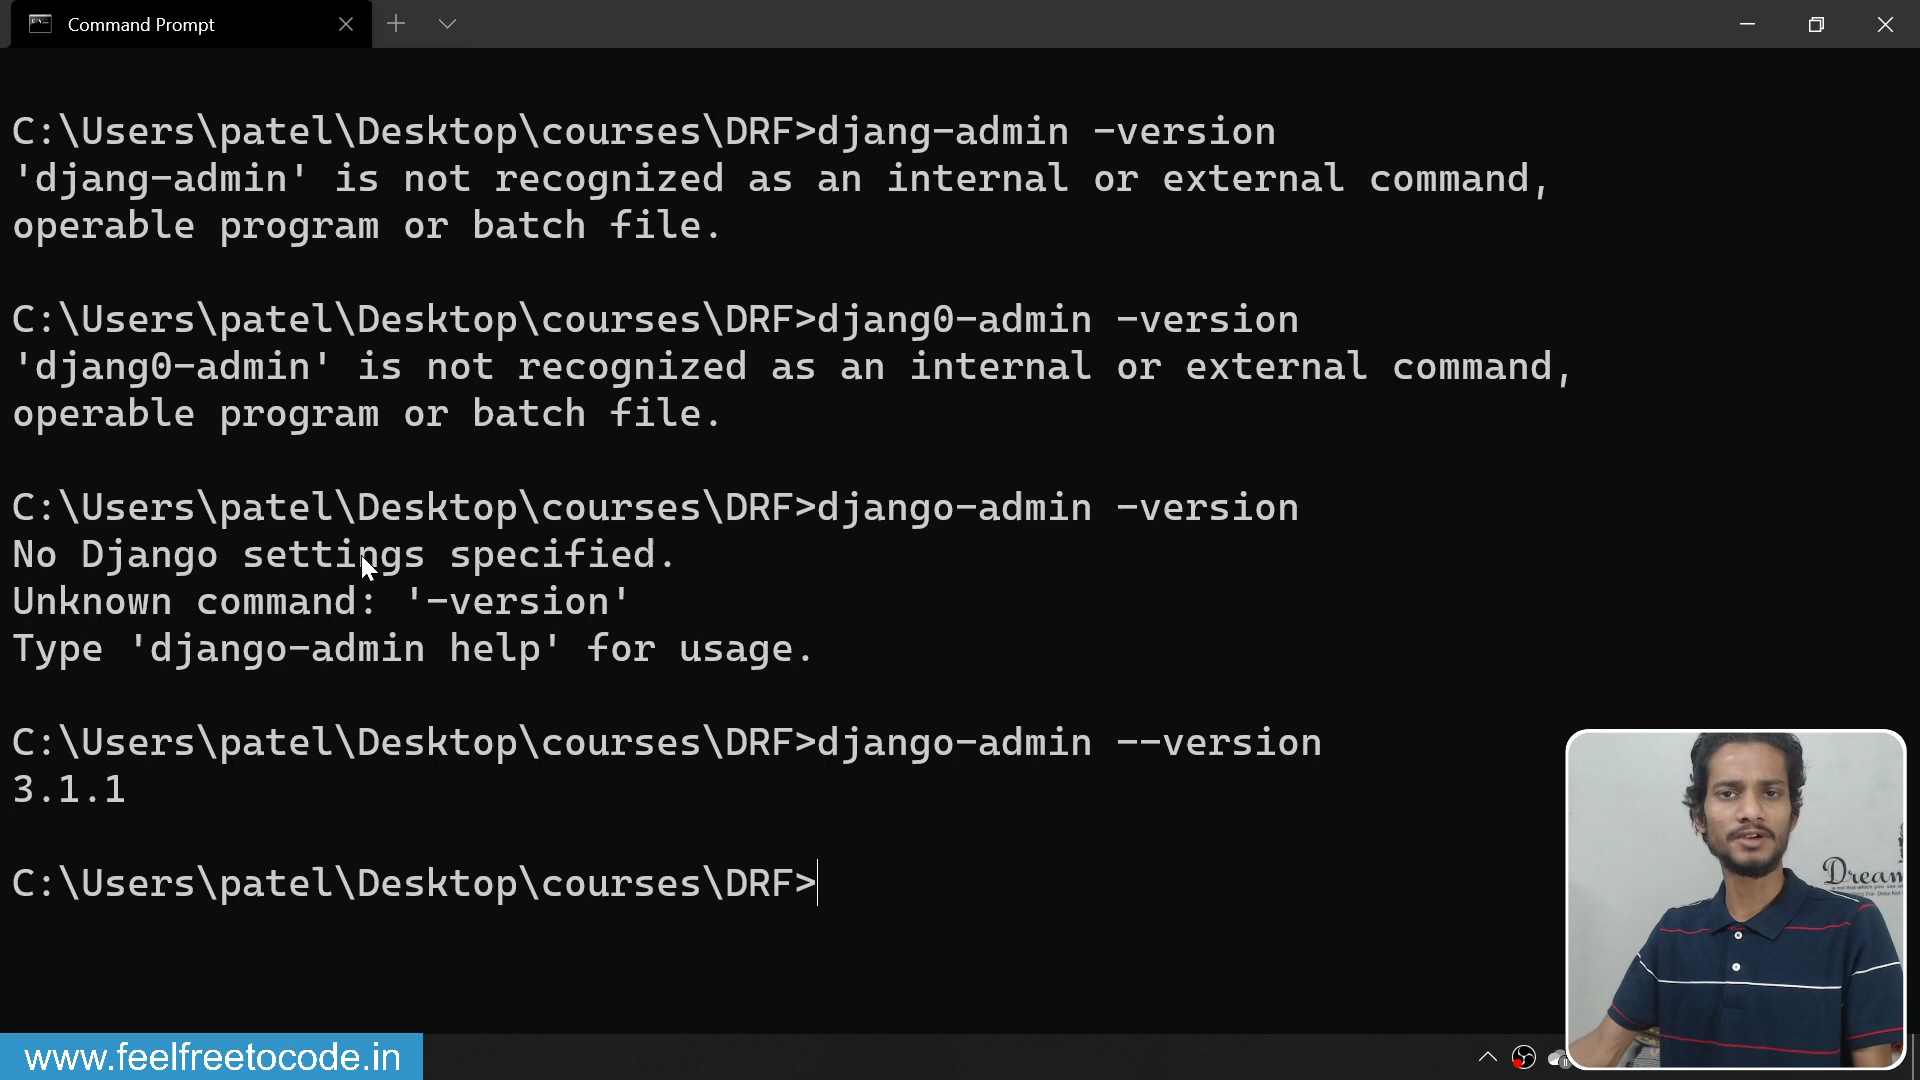 Command Prompt
C:\Users\patel\Desktop\courses\DRF>djang-admin -version
'djang-admin' is not recognized as an internal or external command,
operable program or batch file.
C:\Users\patel\Desktop\courses\DRF>djang0-admin -version
'djang0-admin' is not recognized as an internal or external command,
operable program or batch file.
C:\Users\patel\Desktop\courses\DRF>django-admin -version
No Django settings specified.
Unknown command: '-version'
Type 'django-admin help' for usage.
C:\Users\patel\Desktop\courses\DRF>django-admin --version
3.1.1
C:\Users\patel\Desktop\courses\DRF>
Dream
www.feelfreetocode.in